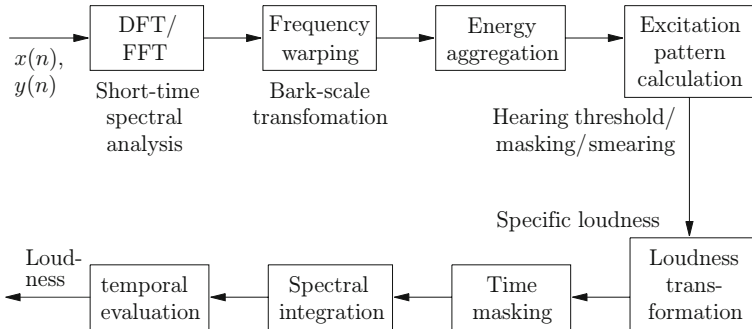 x(n),
y(n)
DFT/
FFT
Short-time
spectral
analysis
Frequency
warping
Bark-scale
transfomation
Energy
aggregation
Excitation
pattern
calculation
Hearing threshold/
masking/smearing
Specific loudness
Loudness
trans-
formation
Time
masking
Spectral
integration
temporal
evaluation
Loud-
ness